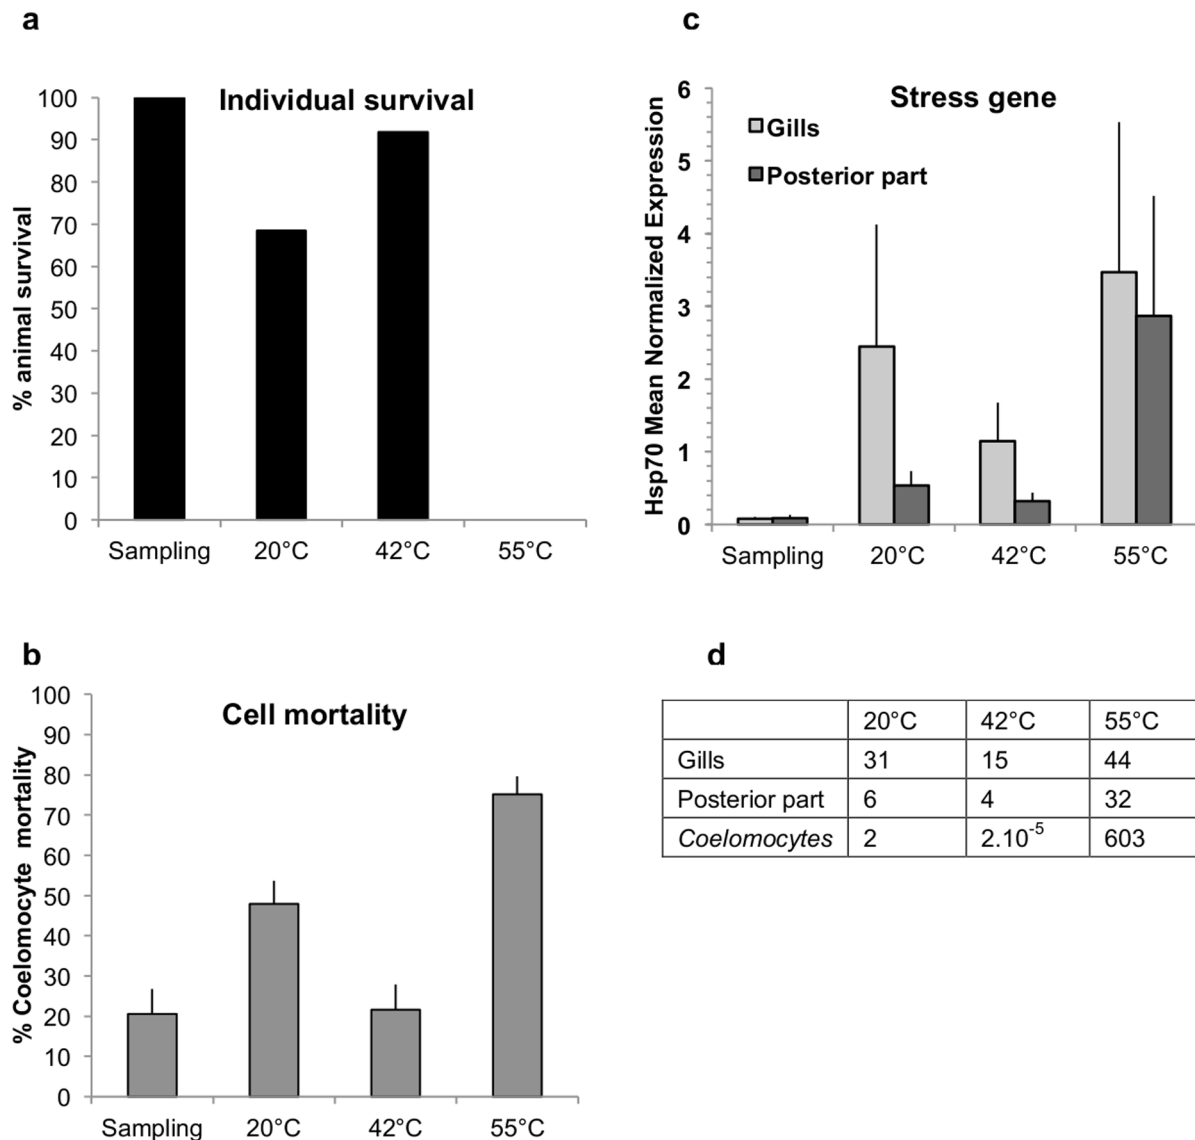 a
Individual survival
% animal survival
100
90
80
70
60
50
40
30
20
10
0
Sampling 20°C 42°C 55°C
c
Stress gene
Gills
Posterior part
Hsp70 Mean Normalized Expression
6
5
4
3
2
1
0
Sampling 20°C 42°C 55°C
b
Cell mortality
% Coelomocyte mortality
100
90
80
70
60
50
40
30
20
10
0
Sampling 20°C 42°C 55°C
d
20°C 42°C 55°C
Gills 31 15 44
Posterior part 6 4 32
Coelomocytes 2 2.10⁻⁵ 603